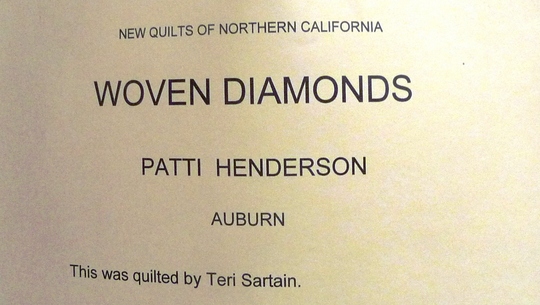 NEW QUILTS OF NORTHERN CALIFORNIA
WOVEN DIAMONDS
PATTI HENDERSON
AUBURN
This was quilted by Teri Sartain.